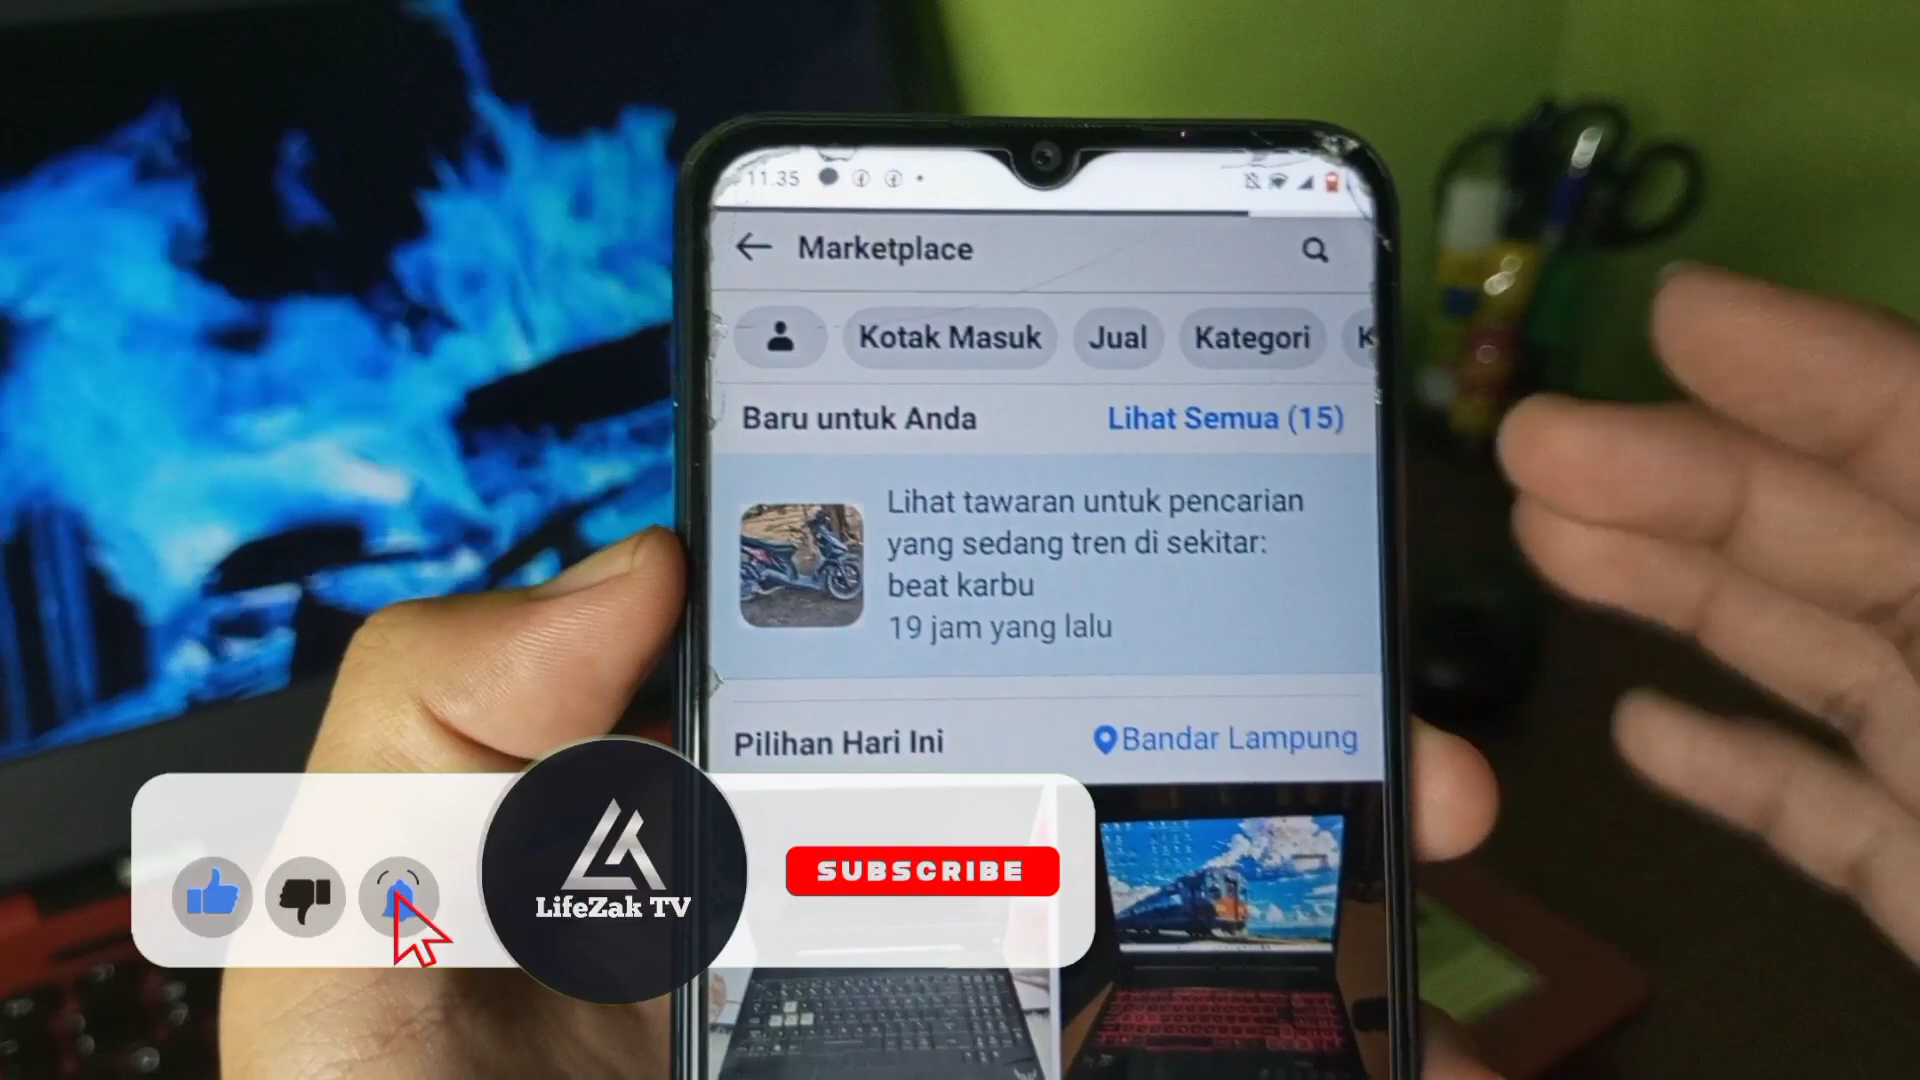 11.35
Marketplace
Kotak Masuk
Jual
Kategori
K
Baru untuk Anda
Lihat Semua (15)
Lihat tawaran untuk pencarian
yang sedang tren di sekitar:
beat karbu
19 jam yang lalu
Pilihan Hari Ini
Bandar Lampung
LifeZak TV
SUBSCRIBE